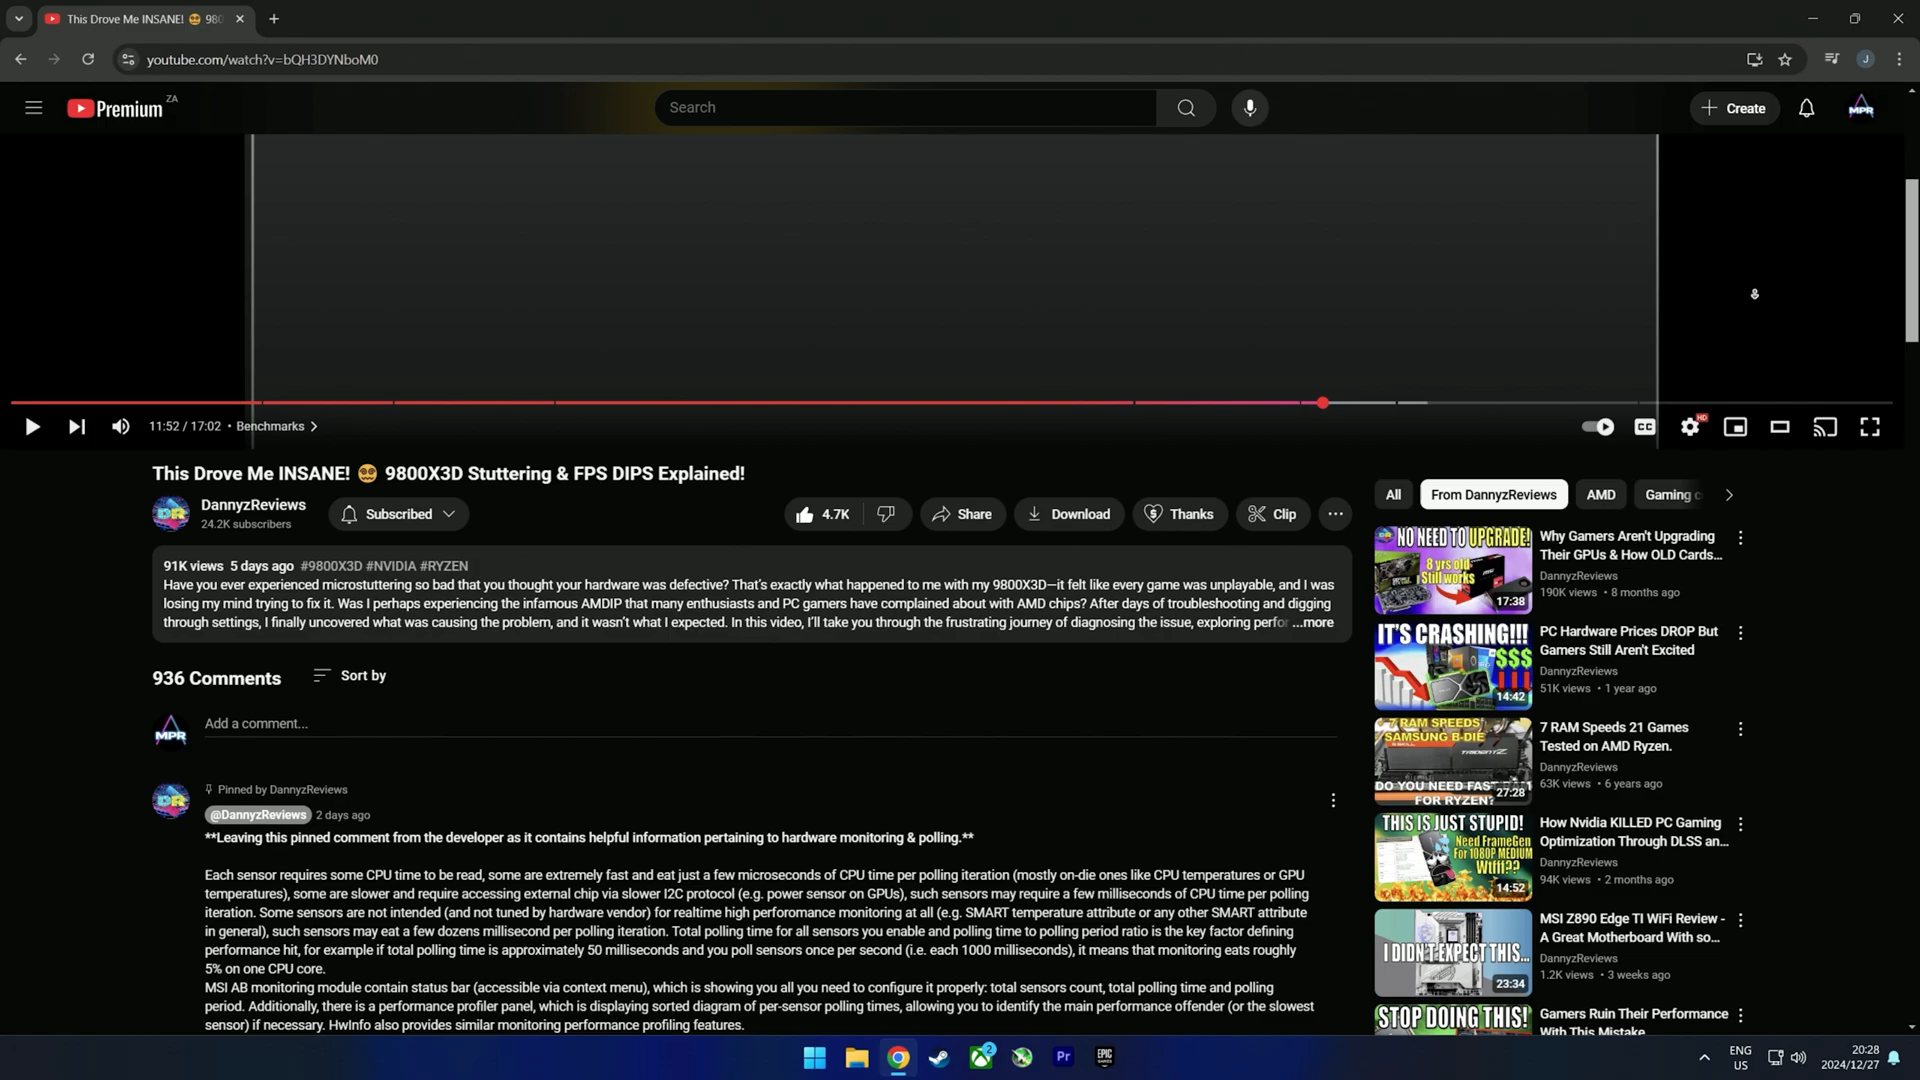 This Drove Me INSANE! 😵‍💫 980
youtube.com/watch?v=bQH3DYNboM0
J
Premium ZA
Search
Create
MPR
11:52 / 17:02 • Benchmarks
CC
HD
This Drove Me INSANE! 😵‍💫 9800X3D Stuttering & FPS DIPS Explained!
DR
DannyzReviews
24.2K subscribers
Subscribed
4.7K
Share
Download
Thanks
Clip
91K views 5 days ago #9800X3D #NVIDIA #RYZEN
Have you ever experienced microstuttering so bad that you thought your hardware was defective? That's exactly what happened to me with my 9800X3D—it felt like every game was unplayable, and I was
losing my mind trying to fix it. Was I perhaps experiencing the infamous AMDIP that many enthusiasts and PC gamers have complained about with AMD chips? After days of troubleshooting and digging
through settings, I finally uncovered what was causing the problem, and it wasn't what I expected. In this video, I'll take you through the frustrating journey of diagnosing the issue, exploring perfor ...more
936 Comments
Sort by
MPR
Add a comment...
DR
Pinned by DannyzReviews
@DannyzReviews 2 days ago
**Leaving this pinned comment from the developer as it contains helpful information pertaining to hardware monitoring & polling.**
Each sensor requires some CPU time to be read, some are extremely fast and eat just a few microseconds of CPU time per polling iteration (mostly on-die ones like CPU temperatures or GPU
temperatures), some are slower and require accessing external chip via slower I2C protocol (e.g. power sensor on GPUs), such sensors may require a few milliseconds of CPU time per polling
iteration. Some sensors are not intended (and not tuned by hardware vendor) for realtime high perforormance monitoring at all (e.g. SMART temperature attribute or any other SMART attribute
in general), such sensors may eat a few dozens millisecond per polling iteration. Total polling time for all sensors you enable and polling time to polling period ratio is the key factor defining
performance hit, for example if total polling time is approximately 50 milliseconds and you poll sensors once per second (i.e. each 1000 milliseconds), it means that monitoring eats roughly
5% on one CPU core.
MSI AB monitoring module contain status bar (accessible via context menu), which is showing you all you need to configure it properly: total sensors count, total polling time and polling
period. Additionally, there is a performance profiler panel, which is displaying sorted diagram of per-sensor polling times, allowing you to identify the main performance offender (or the slowest
sensor) if necessary. HwInfo also provides similar monitoring performance profiling features.
All
From DannyzReviews
AMD
Gaming c
NO NEED TO UPGRADE!
8 yrs old
Still works
17:38
Why Gamers Aren't Upgrading
Their GPUs & How OLD Cards...
DannyzReviews
190K views • 8 months ago
IT'S CRASHING!!!
$$$
14:42
PC Hardware Prices DROP But
Gamers Still Aren't Excited
DannyzReviews
51K views • 1 year ago
7 RAM SPEEDS
SAMSUNG B-DIE
DO YOU NEED FAST RA
FOR RYZEN?
27:28
7 RAM Speeds 21 Games
Tested on AMD Ryzen.
DannyzReviews
63K views • 6 years ago
THIS IS JUST STUPID!
Need FrameGen
For 1080P MEDIUM
Wtfff??
14:52
How Nvidia KILLED PC Gaming
Optimization Through DLSS an...
DannyzReviews
94K views • 2 months ago
I DIDN'T EXPECT THIS...
23:34
MSI Z890 Edge TI WiFi Review -
A Great Motherboard With so...
DannyzReviews
1.2K views • 3 weeks ago
STOP DOING THIS!
Gamers Ruin Their Performance
With This Mistake
2
Pr
EPIC
GAMES
ENG
US
20:28
2024/12/27